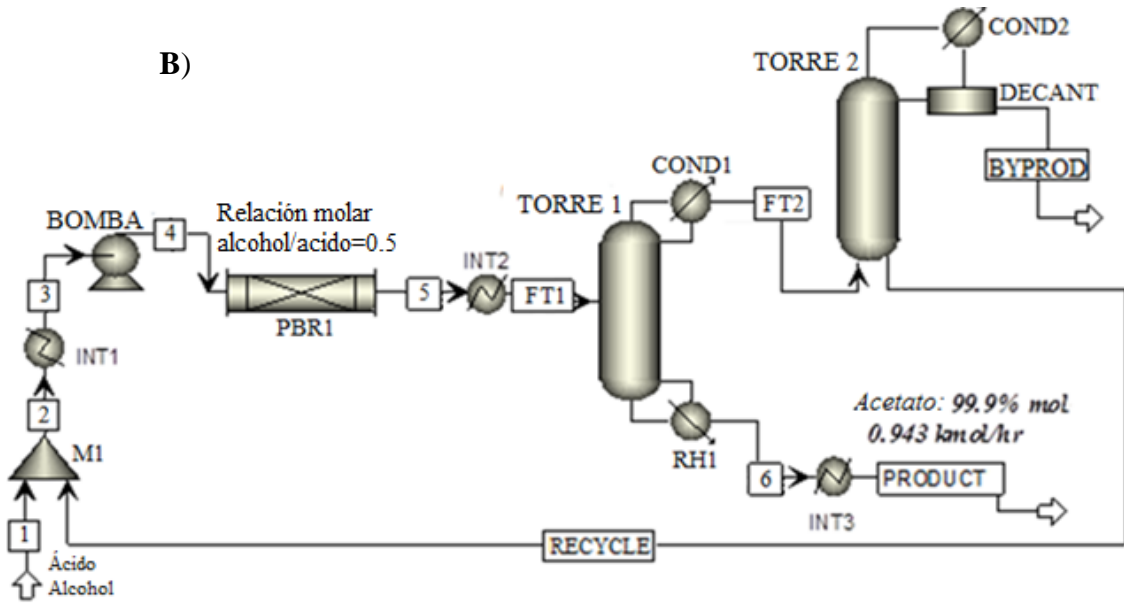 B)
COND2
TORRE 2
DECANT
BYPROD
COND1
TORRE 1
FT2
BOMBA
4
Relación molar
alcohol/acido=0.5
INT2
3
5
FT1
PBR1
INT1
2
Acetato: 99.9% mol
0.943 kmol/hr
M1
RH1
6
PRODUCT
INT3
1
RECYCLE
Ácido
Alcohol